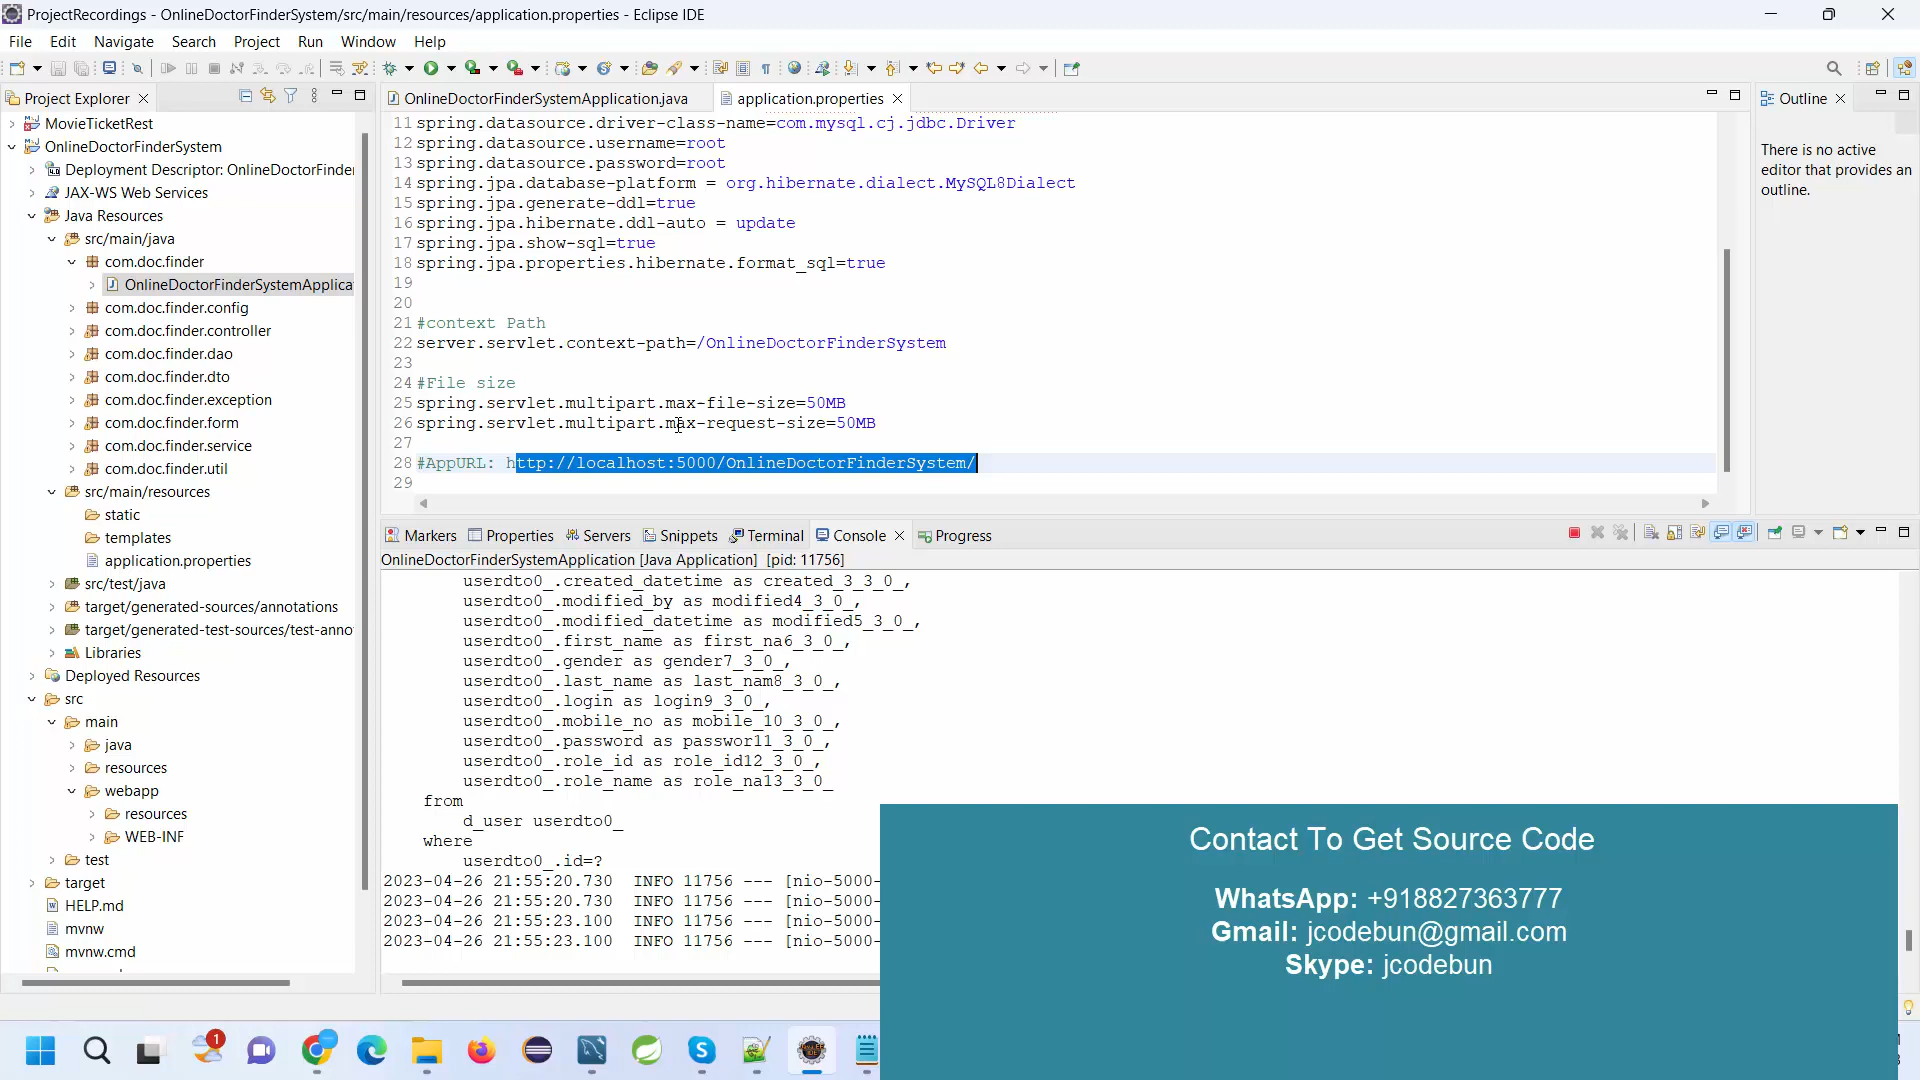 ProjectRecordings - OnlineDoctorFinderSystem/src/main/resources/application.properties - Eclipse IDE
File Edit Navigate Search Project Run Window Help
Project Explorer
MovieTicketRest
OnlineDoctorFinderSystem
Deployment Descriptor: OnlineDoctorFinder
JAX-WS Web Services
Java Resources
src/main/java
com.doc.finder
OnlineDoctorFinderSystemApplica
com.doc.finder.config
com.doc.finder.controller
com.doc.finder.dao
com.doc.finder.dto
com.doc.finder.exception
com.doc.finder.form
com.doc.finder.service
com.doc.finder.util
src/main/resources
static
templates
application.properties
src/test/java
target/generated-sources/annotations
target/generated-test-sources/test-anno
Libraries
Deployed Resources
src
main
java
resources
webapp
resources
WEB-INF
test
target
HELP.md
mvnw
mvnw.cmd
OnlineDoctorFinderSystemApplication.java application.properties
11 spring.datasource.driver-class-name=com.mysql.cj.jdbc.Driver
12 spring.datasource.username=root
13 spring.datasource.password=root
14 spring.jpa.database-platform = org.hibernate.dialect.MySQL8Dialect
15 spring.jpa.generate-ddl=true
16 spring.jpa.hibernate.ddl-auto = update
17 spring.jpa.show-sql=true
18 spring.jpa.properties.hibernate.format_sql=true
19
20
21 #context Path
22 server.servlet.context-path=/OnlineDoctorFinderSystem
23
24 #File size
25 spring.servlet.multipart.max-file-size=50MB
26 spring.servlet.multipart.max-request-size=50MB
27
28 #AppURL: http://localhost:5000/OnlineDoctorFinderSystem/
29
Outline
There is no active
editor that provides an
outline.
Markers Properties Servers Snippets Terminal Console Progress
OnlineDoctorFinderSystemApplication [Java Application] [pid: 11756]
userdto0_.created_datetime as created_3_3_0_,
userdto0_.modified_by as modified4_3_0_,
userdto0_.modified_datetime as modified5_3_0_,
userdto0_.first_name as first_na6_3_0_,
userdto0_.gender as gender7_3_0_,
userdto0_.last_name as last_nam8_3_0_,
userdto0_.login as login9_3_0_,
userdto0_.mobile_no as mobile_10_3_0_,
userdto0_.password as passwor11_3_0_,
userdto0_.role_id as role_id12_3_0_,
userdto0_.role_name as role_na13_3_0_
from
d_user userdto0_
where
userdto0_.id=?
2023-04-26 21:55:20.730 INFO 11756 --- [nio-5000-
2023-04-26 21:55:20.730 INFO 11756 --- [nio-5000-
2023-04-26 21:55:23.100 INFO 11756 --- [nio-5000-
2023-04-26 21:55:23.100 INFO 11756 --- [nio-5000-
Contact To Get Source Code
WhatsApp: +918827363777
Gmail: jcodebun@gmail.com
Skype: jcodebun
1